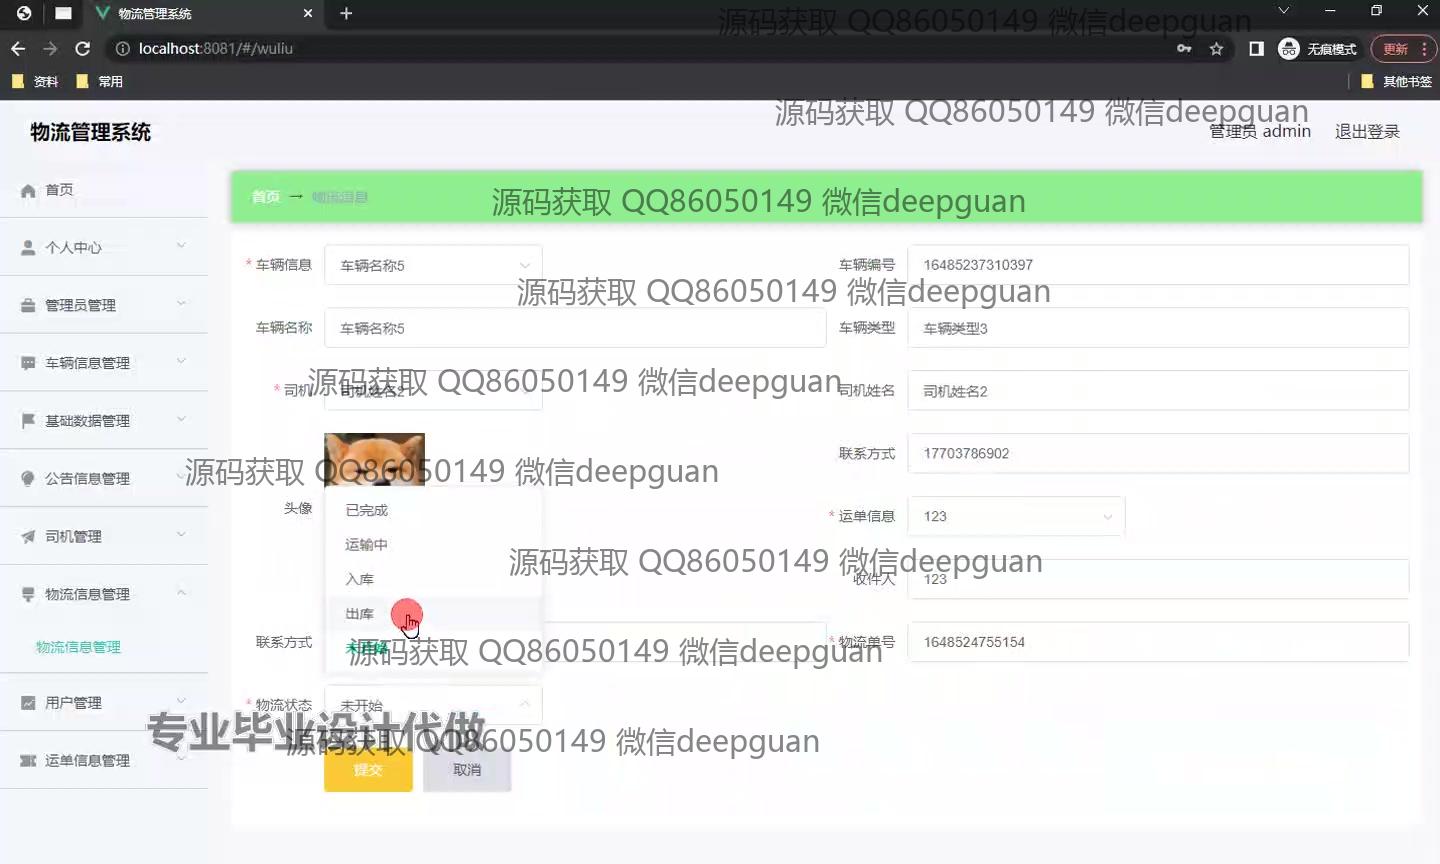 物流管理系统
源码获取 QQ86050149 微信deepguan
localhost:8081/#/wuliu
无痕模式
更新
资料
常用
其他书签
源码获取 QQ86050149 微信deepguan
物流管理系统
管理员 admin
退出登录
首页
首页 → 物流信息
源码获取 QQ86050149 微信deepguan
个人中心
* 车辆信息
车辆名称5
车辆编号
16485237310397
源码获取 QQ86050149 微信deepguan
管理员管理
车辆名称
车辆名称5
车辆类型
车辆类型3
车辆信息管理
源码获取 QQ86050149 微信deepguan
* 司机
司机姓名2
司机姓名
司机姓名2
基础数据管理
联系方式
17703786902
公告信息管理
源码获取 QQ86050149 微信deepguan
头像
已完成
* 运单信息
123
司机管理
运输中
源码获取 QQ86050149 微信deepguan
入库
收件人
123
物流信息管理
出库
联系方式
未开始
* 物流单号
1648524755154
物流信息管理
源码获取 QQ86050149 微信deepguan
用户管理
* 物流状态
未开始
专业毕业设计代做
源码获取 QQ86050149 微信deepguan
运单信息管理
提交
取消